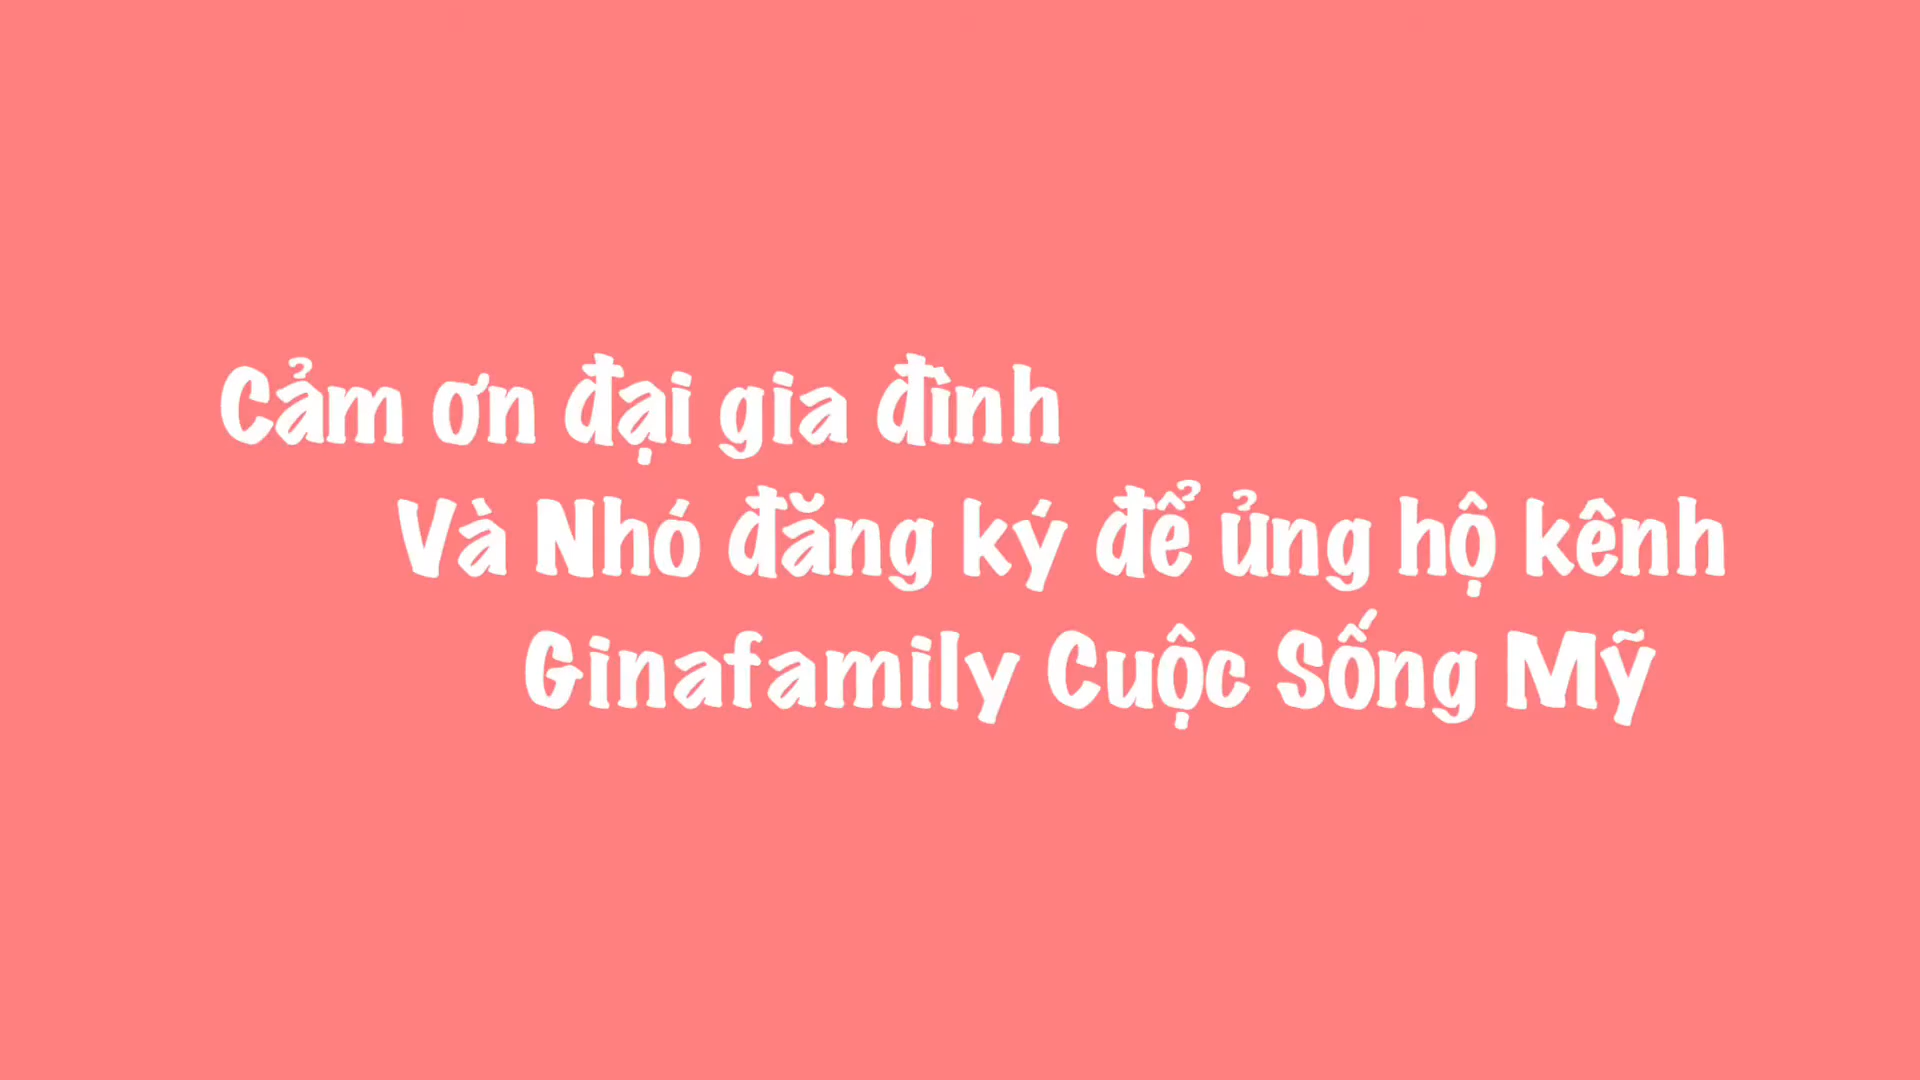 Cảm ơn đại gia đình
Và Nhó đăng ký để ủng hộ kênh
Ginafamily Cuộc Sống Mỹ